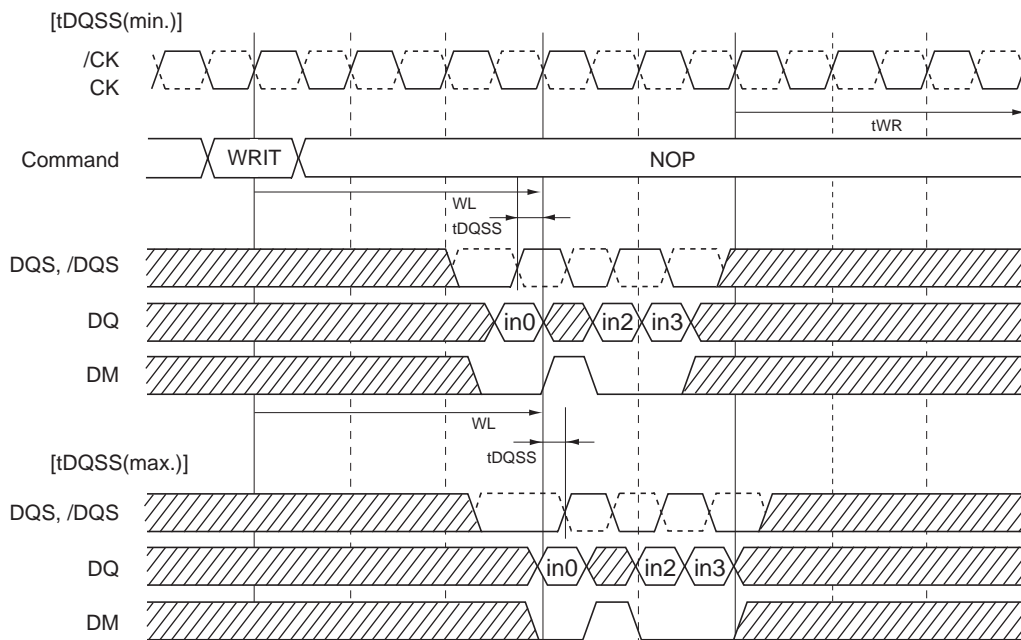 [tDQSS(min.)]
/CK
CK
tWR
Command WRIT NOP
WL
tDQSS
DQS, /DQS
DQ in0 in2 in3
DM
WL
tDQSS
[tDQSS(max.)]
DQS, /DQS
DQ in0 in2 in3
DM